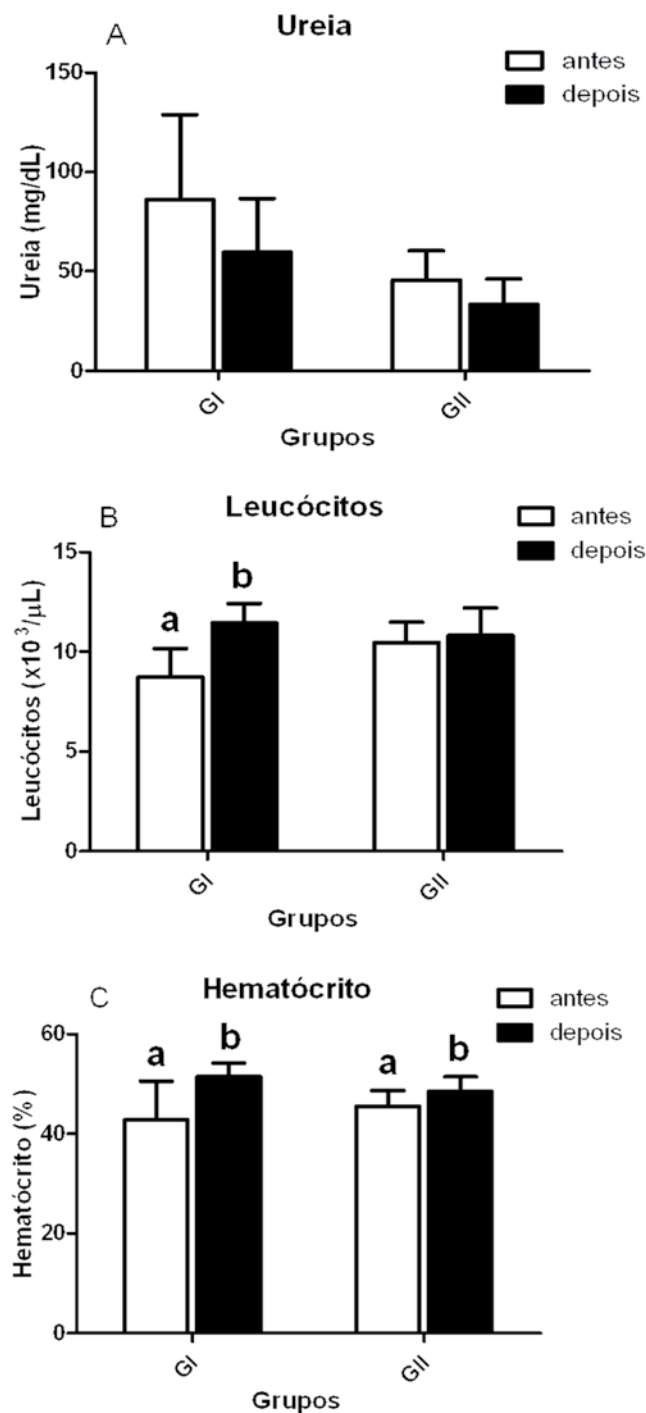 A
Ureia
antes
depois
Ureia (mg/dL)
150
100
50
0
GI
GII
Grupos
B
Leucócitos
antes
depois
Leucócitos (x10³/µL)
15
10
5
0
a
b
GI
GII
Grupos
C
Hematócrito
antes
depois
Hematócrito (%)
60
40
20
0
a
b
a
b
GI
GII
Grupos